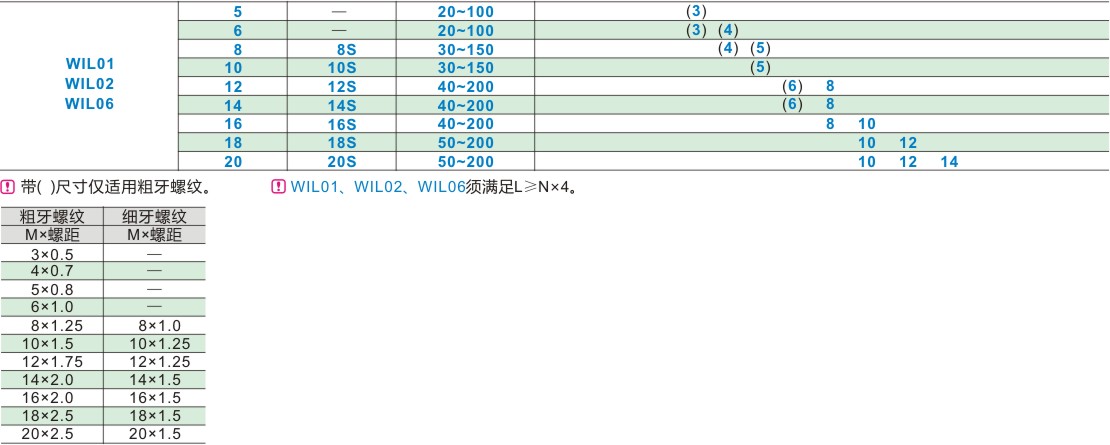 5 — 20~100 (3)
6 — 20~100 (3) (4)
8 8S 30~150 (4) (5)
WIL01
10 10S 30~150 (5)
WIL02
12 12S 40~200 (6) 8
WIL06
14 14S 40~200 (6) 8
16 16S 40~200 8 10
18 18S 50~200 10 12
20 20S 50~200 10 12 14
! 带( )尺寸仅适用粗牙螺纹。 ! WIL01、WIL02、WIL06须满足L≥N×4。
粗牙螺纹 细牙螺纹
M×螺距 M×螺距
3×0.5 —
4×0.7 —
5×0.8 —
6×1.0 —
8×1.25 8×1.0
10×1.5 10×1.25
12×1.75 12×1.25
14×2.0 14×1.5
16×2.0 16×1.5
18×2.5 18×1.5
20×2.5 20×1.5